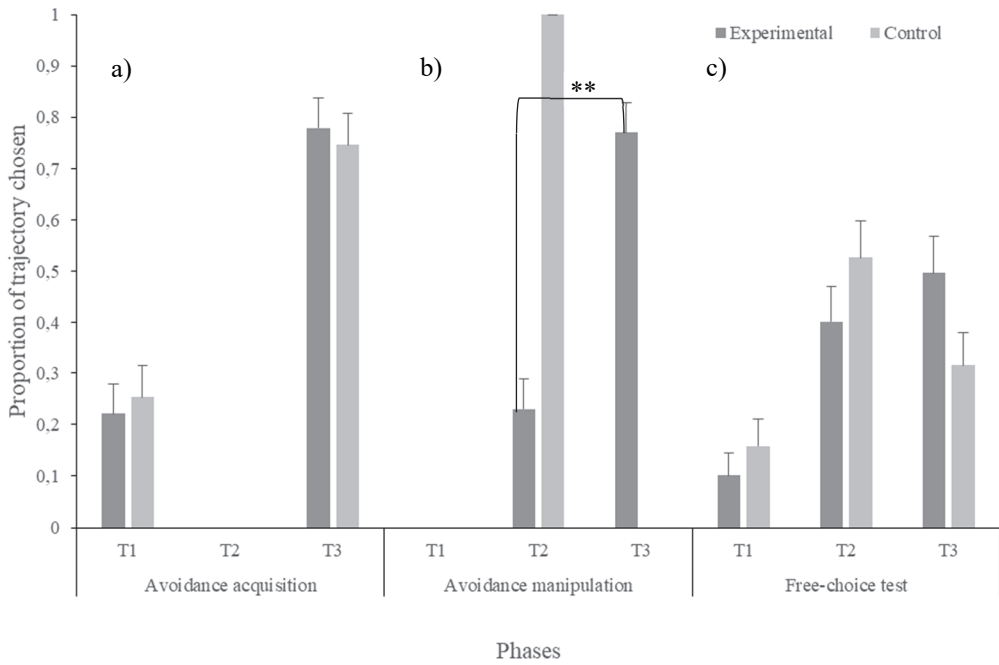 Experimental Control
a) b) c)
**
Proportion of trajectory chosen
1
0,9
0,8
0,7
0,6
0,5
0,4
0,3
0,2
0,1
0
T1 T2 T3 T1 T2 T3 T1 T2 T3
Avoidance acquisition Avoidance manipulation Free-choice test
Phases